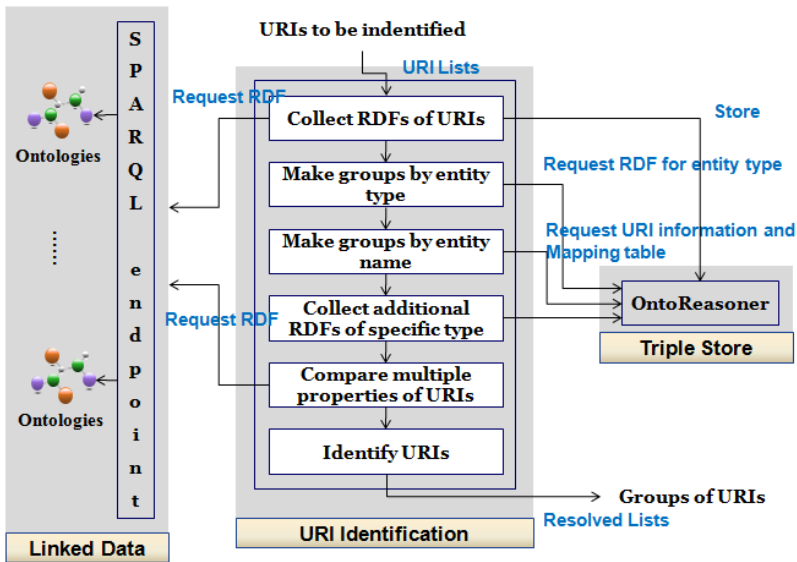 URIs to be indentified
URI Lists
SPARQL endpoint
Request RDF
Ontologies
......
Request RDF
Ontologies
Linked Data
Collect RDFs of URIs
Make groups by entity
type
Make groups by entity
name
Collect additional
RDFs of specific type
Compare multiple
properties of URIs
Identify URIs
URI Identification
Store
Request RDF for entity type
Request URI information and
Mapping table
OntoReasoner
Triple Store
Groups of URIs
Resolved Lists